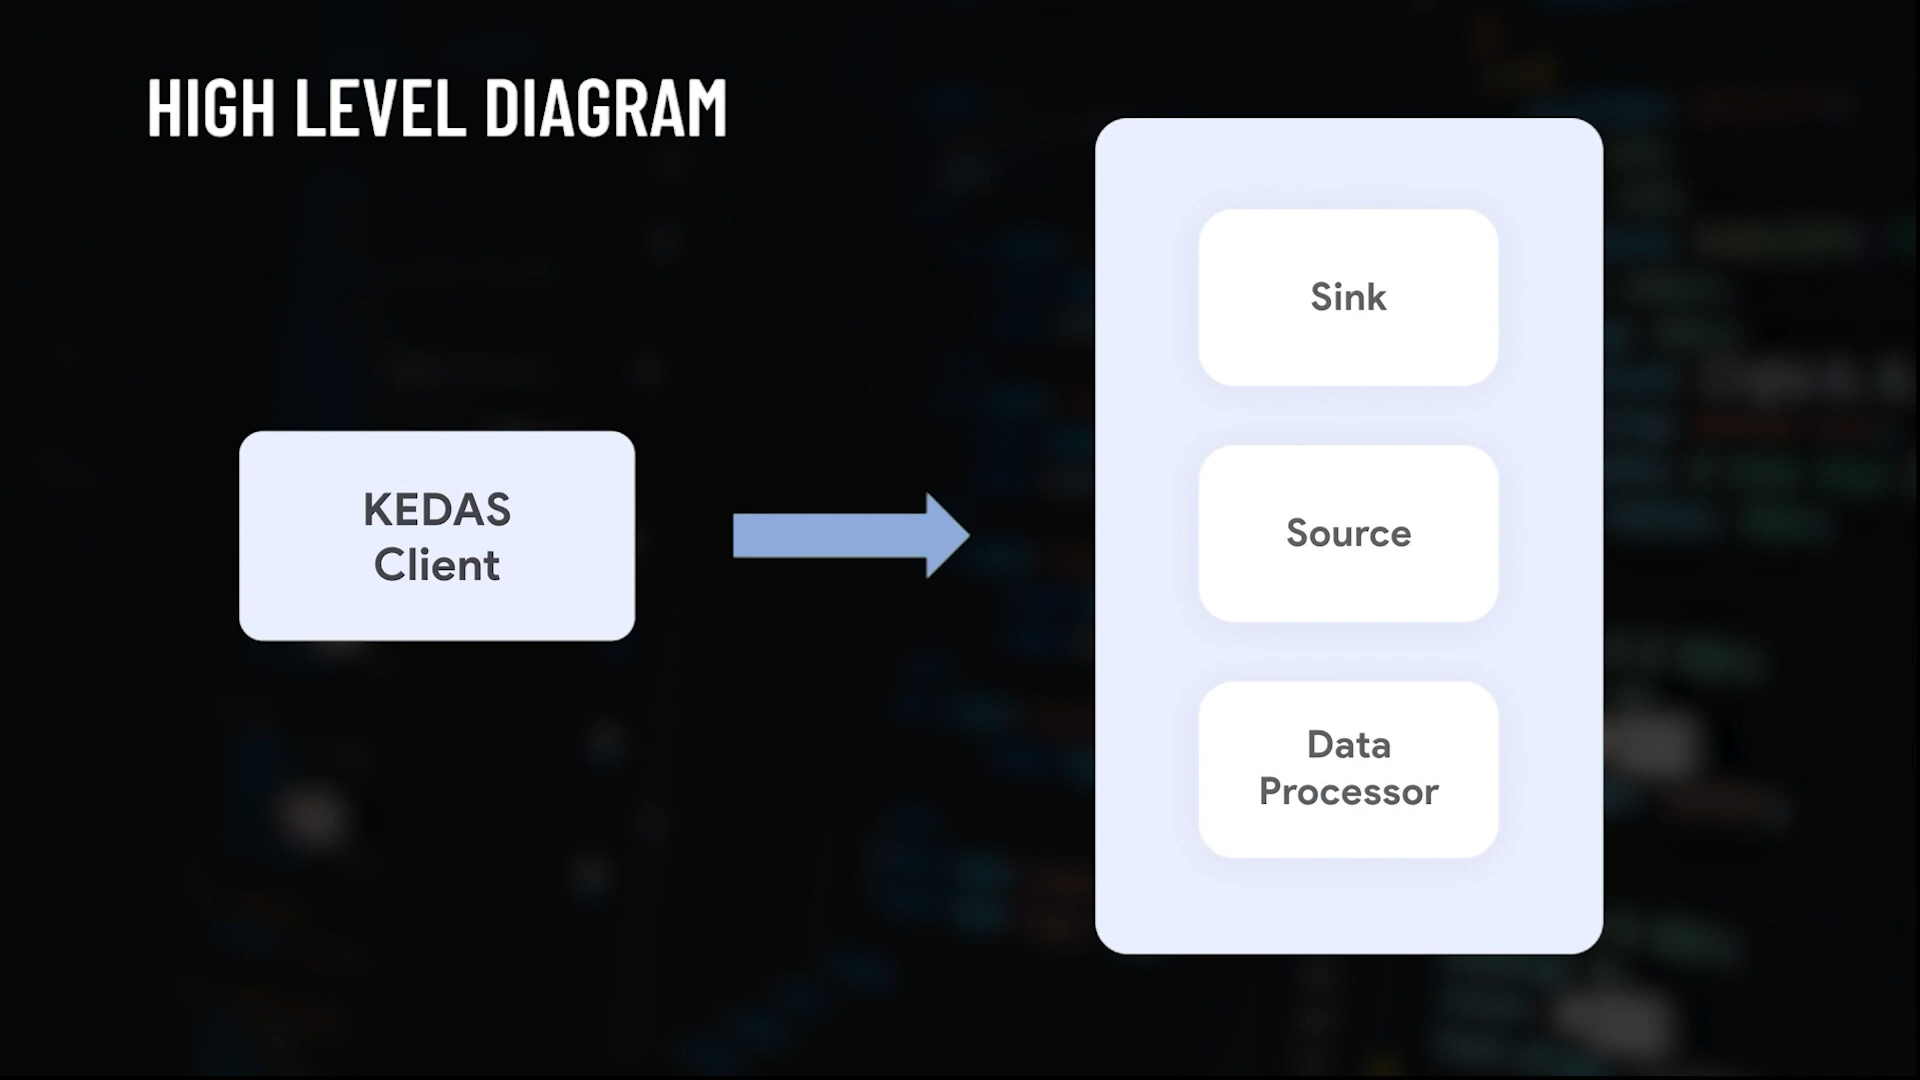 HIGH LEVEL DIAGRAM
KEDAS
Client
Sink
Source
Data
Processor